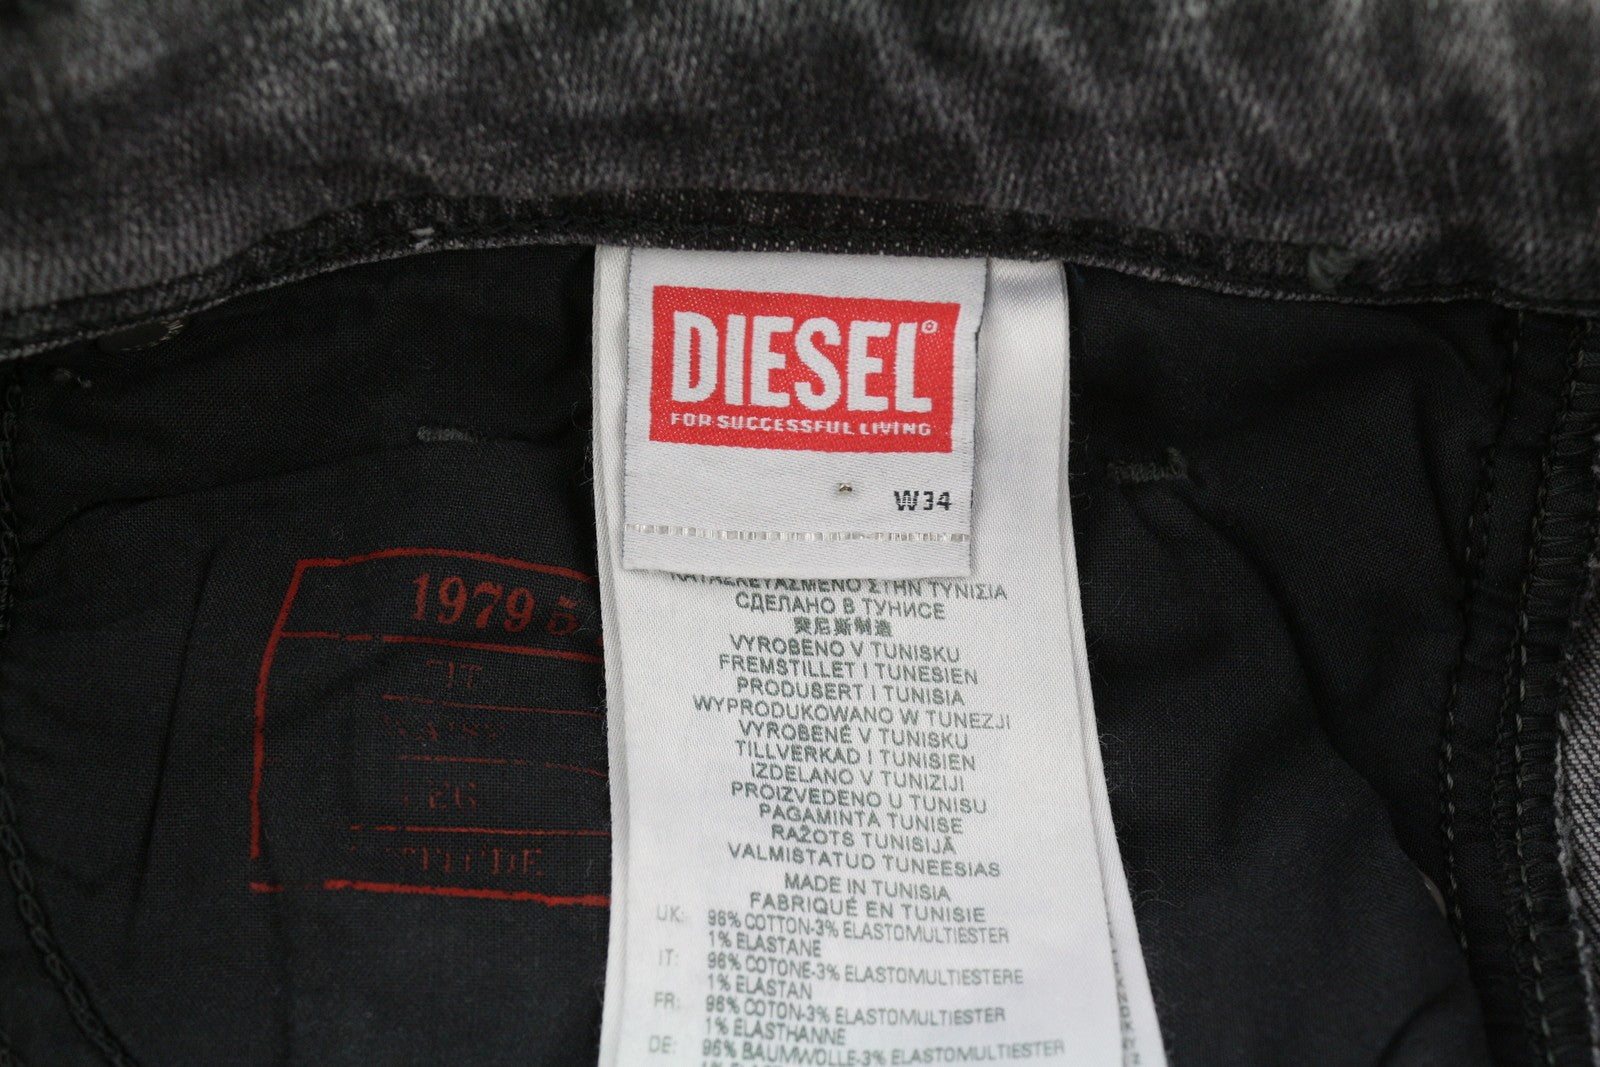 DIESEL
FOR SUCCESSFUL LIVING
W34
ΚΑΤΑΣΚΕΥΑΣΜΕΝΟ ΣΤΗΝ ΤΥΝΙΣΙΑ
СДЕЛАНО В ТУНИСЕ
突尼斯制造
VYROBENO V TUNISKU
FREMSTILLET I TUNESIEN
PRODUSERT I TUNISIA
WYPRODUKOWANO W TUNEZJI
VYROBENÉ V TUNISKU
TILLVERKAD I TUNISIEN
IZDELANO V TUNIZIJI
PROIZVEDENO U TUNISU
PAGAMINTA TUNISE
RAŽOTS TUNISIJĀ
VALMISTATUD TUNEESIAS
MADE IN TUNISIA
FABRIQUÉ EN TUNISIE
UK: 96% COTTON-3% ELASTOMULTIESTER
1% ELASTANE
IT: 96% COTONE-3% ELASTOMULTIESTERE
1% ELASTAN
FR: 96% COTON-3% ELASTOMULTIESTER
1% ELASTHANNE
DE: 96% BAUMWOLLE-3% ELASTOMULTIESTER
1979 5